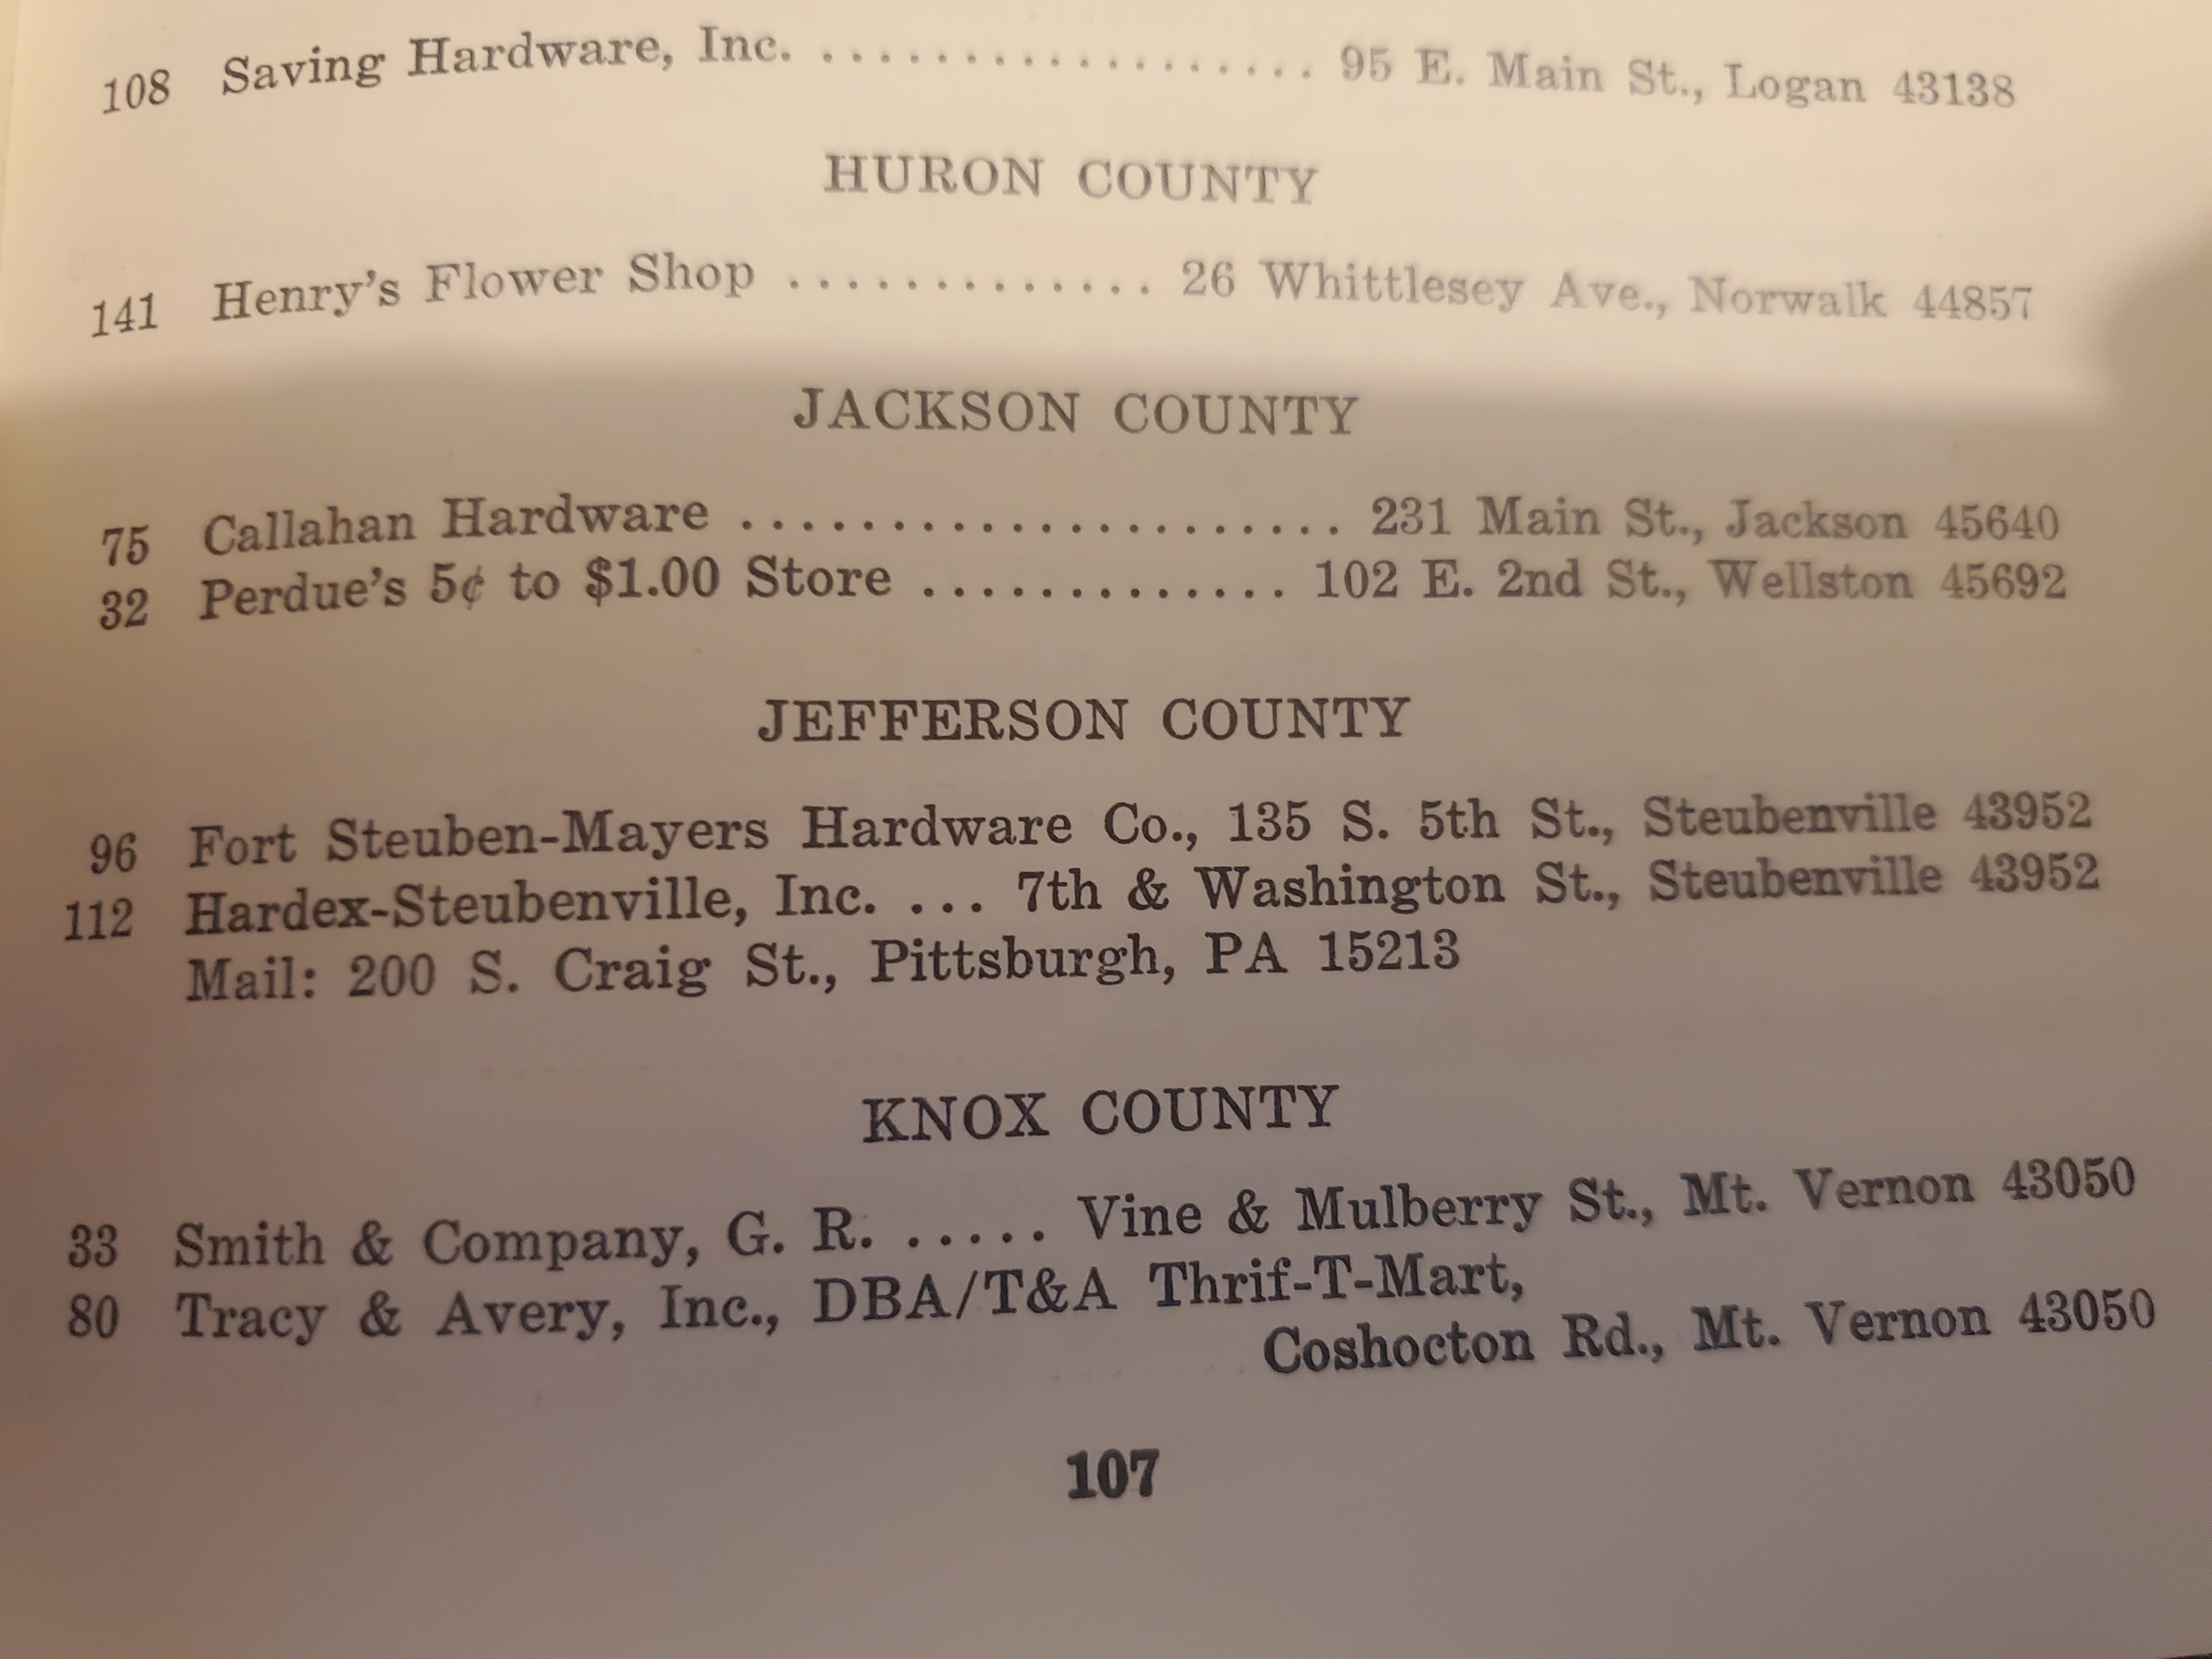 108 Saving Hardware, Inc. .................. 95 E. Main St., Logan 43138
HURON COUNTY
141 Henry's Flower Shop ............. 26 Whittlesey Ave., Norwalk 44857
JACKSON COUNTY
75 Callahan Hardware ...................... 231 Main St., Jackson 45640
32 Perdue's 5¢ to $1.00 Store ............. 102 E. 2nd St., Wellston 45692
JEFFERSON COUNTY
96 Fort Steuben-Mayers Hardware Co., 135 S. 5th St., Steubenville 43952
112 Hardex-Steubenville, Inc. ... 7th & Washington St., Steubenville 43952
Mail: 200 S. Craig St., Pittsburgh, PA 15213
KNOX COUNTY
33 Smith & Company, G. R. ..... Vine & Mulberry St., Mt. Vernon 43050
80 Tracy & Avery, Inc., DBA/T&A Thrif-T-Mart,
Coshocton Rd., Mt. Vernon 43050
107